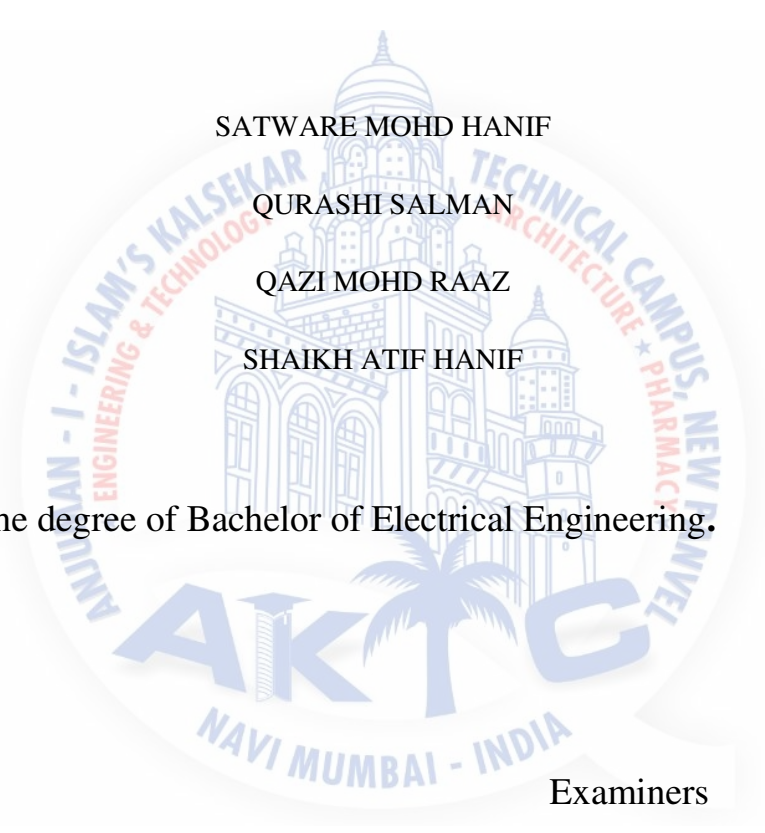 SATWARE MOHD HANIF
QURASHI SALMAN
QAZI MOHD RAAZ
SHAIKH ATIF HANIF
he degree of Bachelor of Electrical Engineering.
Examiners
ANJUMAN - I - ISLAM'S KALSEKAR TECHNICAL CAMPUS, NEW PANVEL
ENGINEERING & TECHNOLOGY ARCHITECTURE * PHARMACY
AKTC
NAVI MUMBAI - INDIA